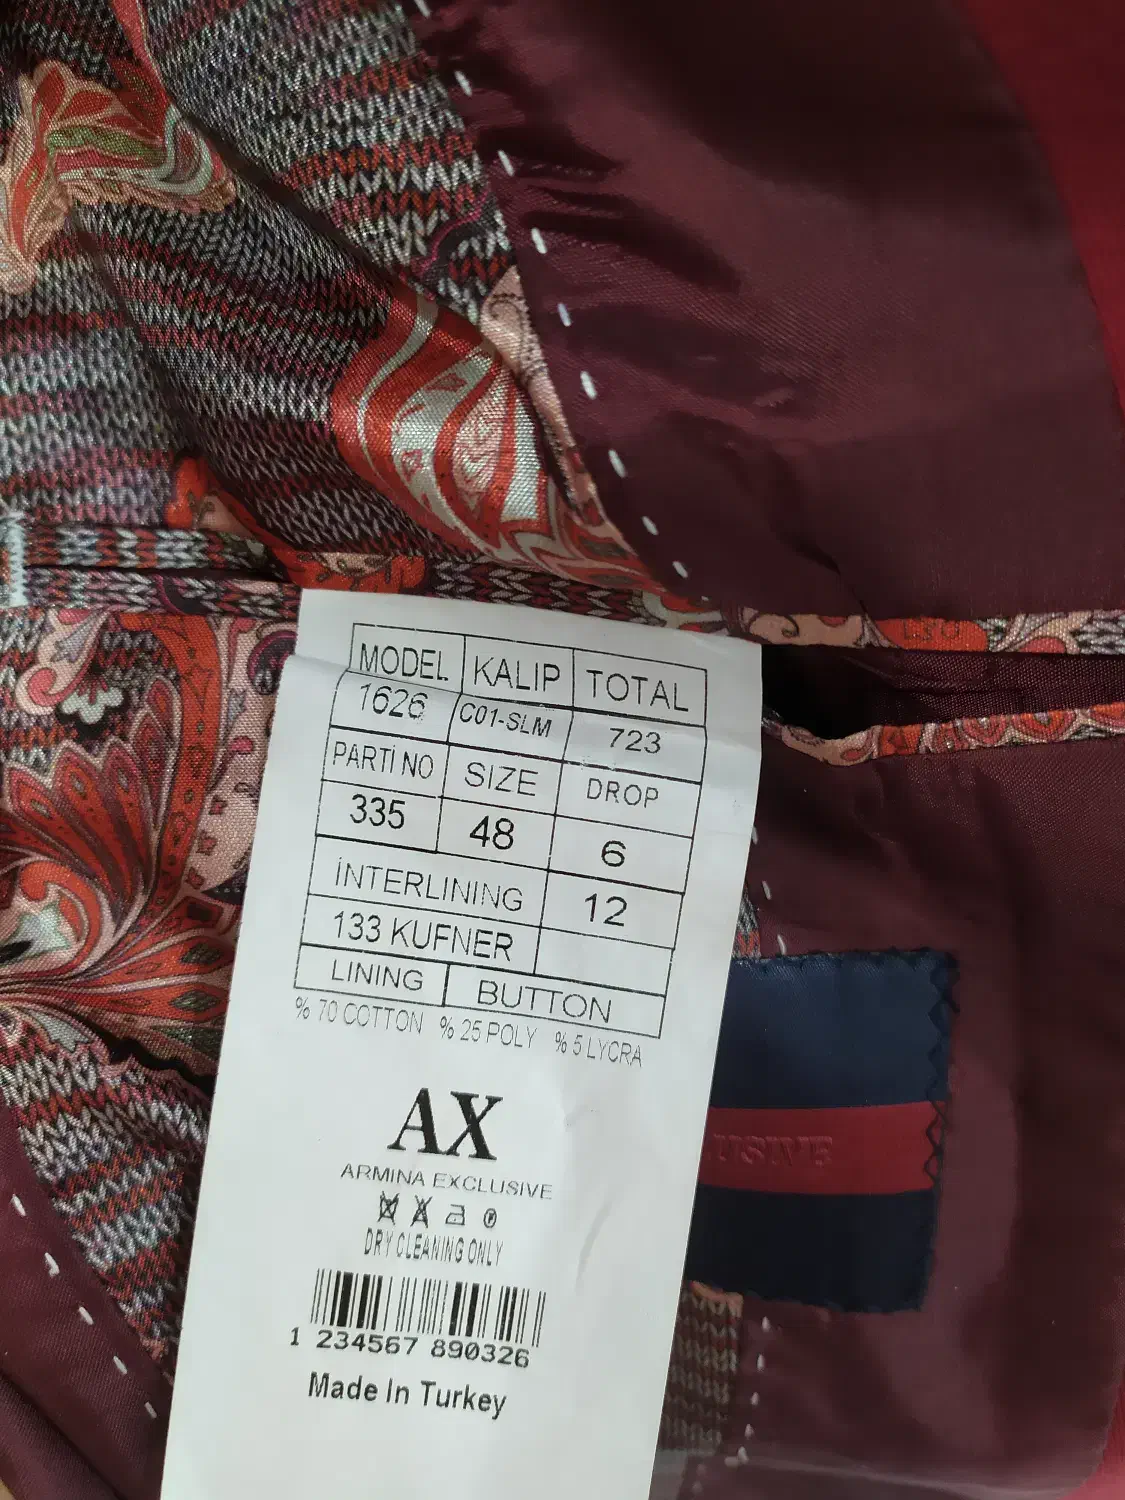 MODEL KALIP TOTAL
1626 C01-SLM 723
PARTİ NO SIZE DROP
335 48 6
İNTERLINING 12
133 KUFNER
LINING BUTTON
% 70 COTTON % 25 POLY % 5 LYCRA
AX
ARMINA EXCLUSIVE
DRY CLEANING ONLY
1 234567 890326
Made In Turkey
LUSIVE